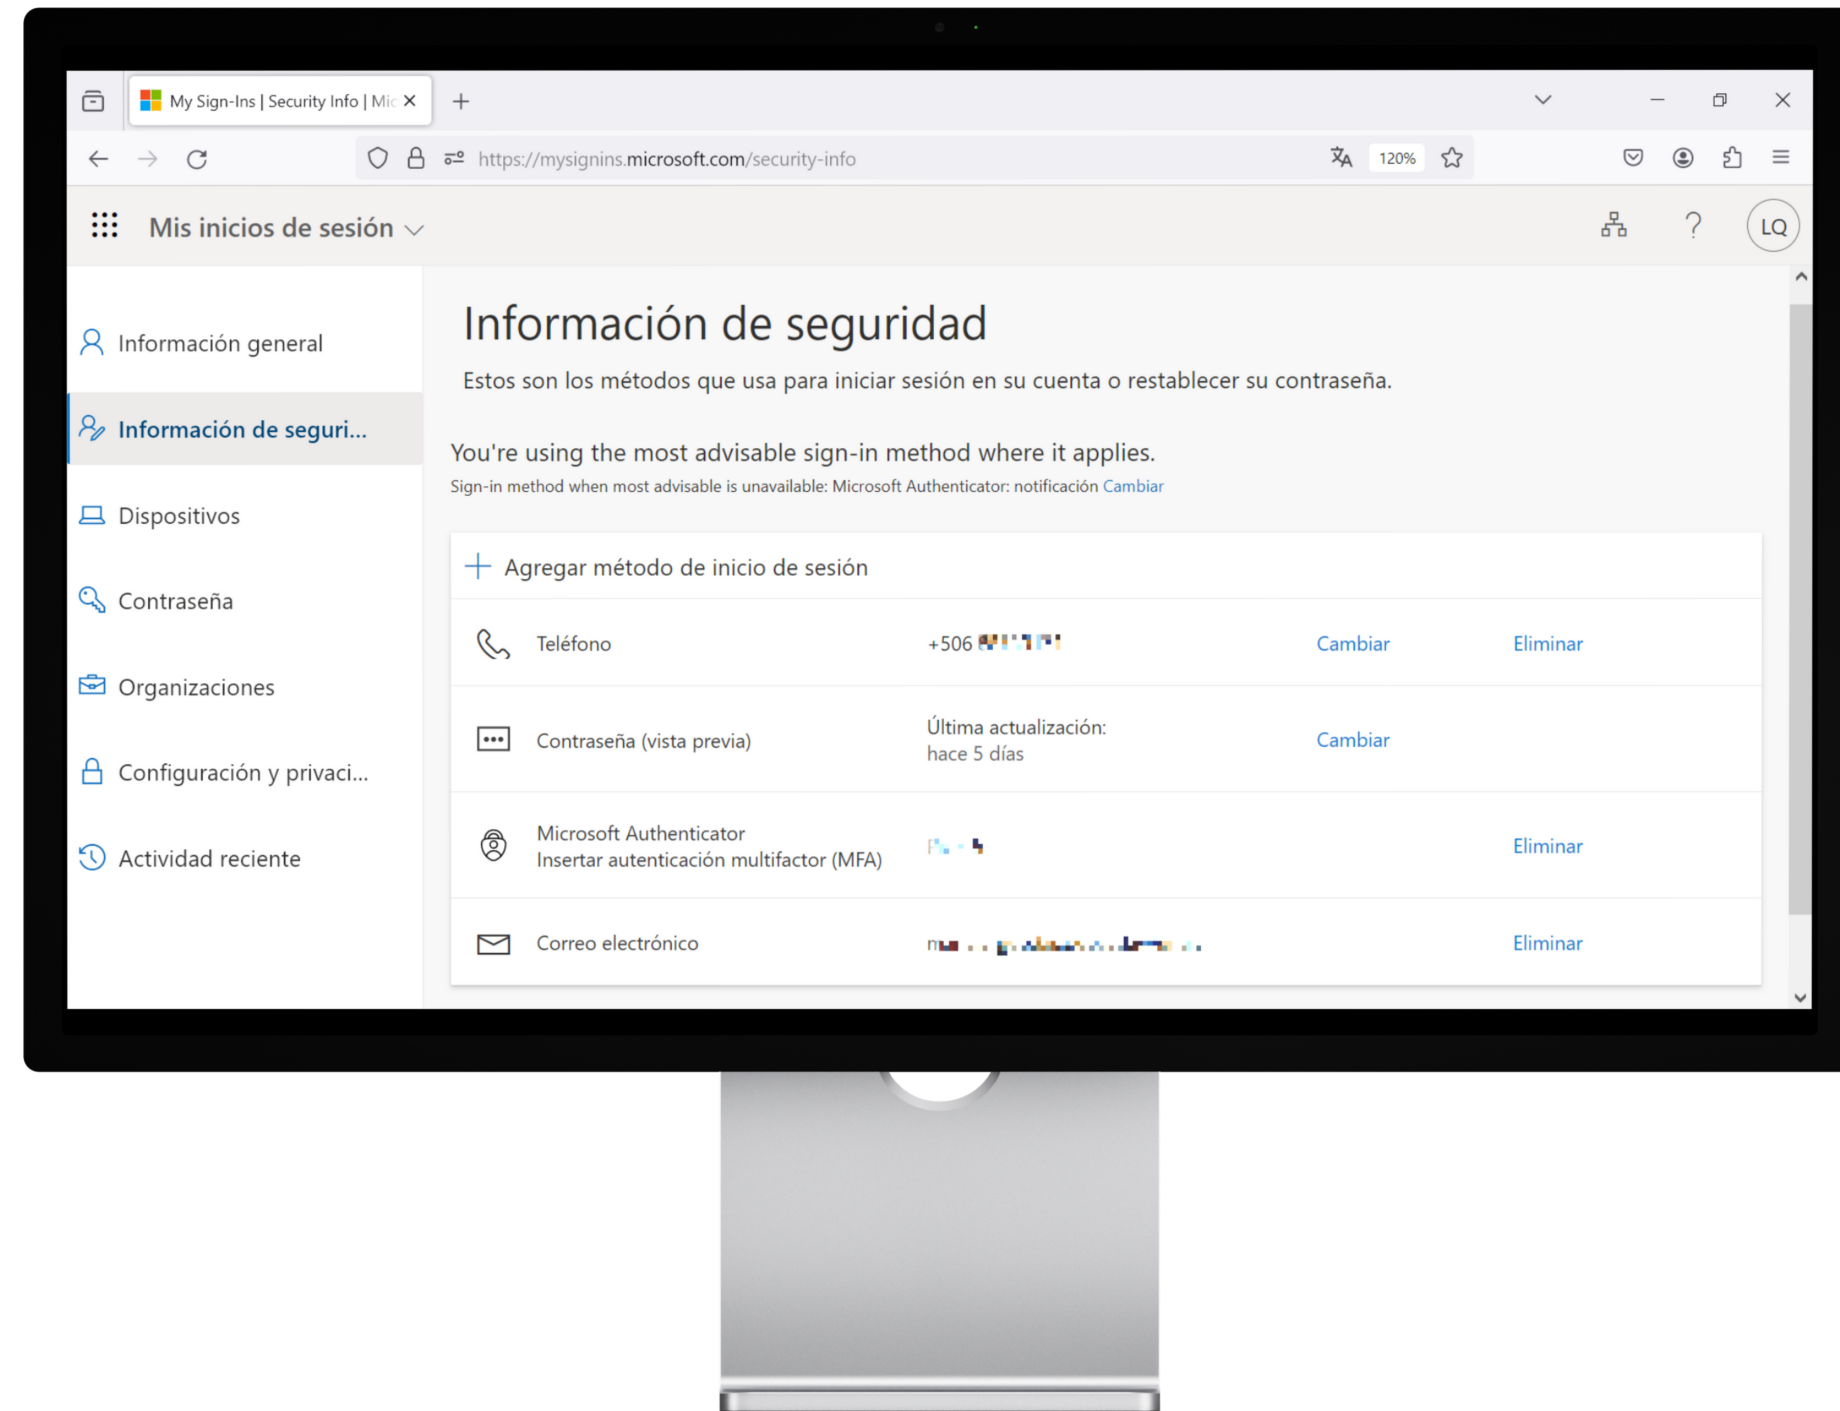 My Sign-Ins | Security Info | Mic
https://mysignins.microsoft.com/security-info
120%
Mis inicios de sesión
LQ
Información general
Información de seguri...
Dispositivos
Contraseña
Organizaciones
Configuración y privaci...
Actividad reciente
Información de seguridad
Estos son los métodos que usa para iniciar sesión en su cuenta o restablecer su contraseña.
You're using the most advisable sign-in method where it applies.
Sign-in method when most advisable is unavailable: Microsoft Authenticator: notificación Cambiar
Agregar método de inicio de sesión
Teléfono +506 Cambiar Eliminar
Contraseña (vista previa) Última actualización:
hace 5 días Cambiar
Microsoft Authenticator
Insertar autenticación multifactor (MFA) Eliminar
Correo electrónico Eliminar